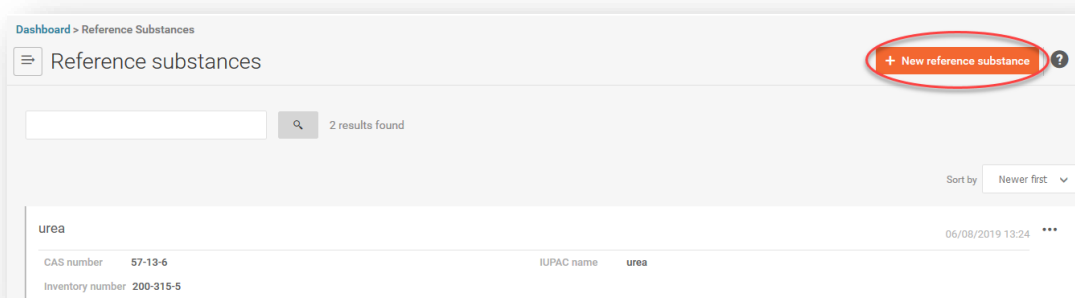 Dashboard > Reference Substances
Reference substances
+ New reference substance ?
2 results found
Sort by Newer first
urea
06/08/2019 13:24 •••
CAS number 57-13-6 IUPAC name urea
Inventory number 200-315-5